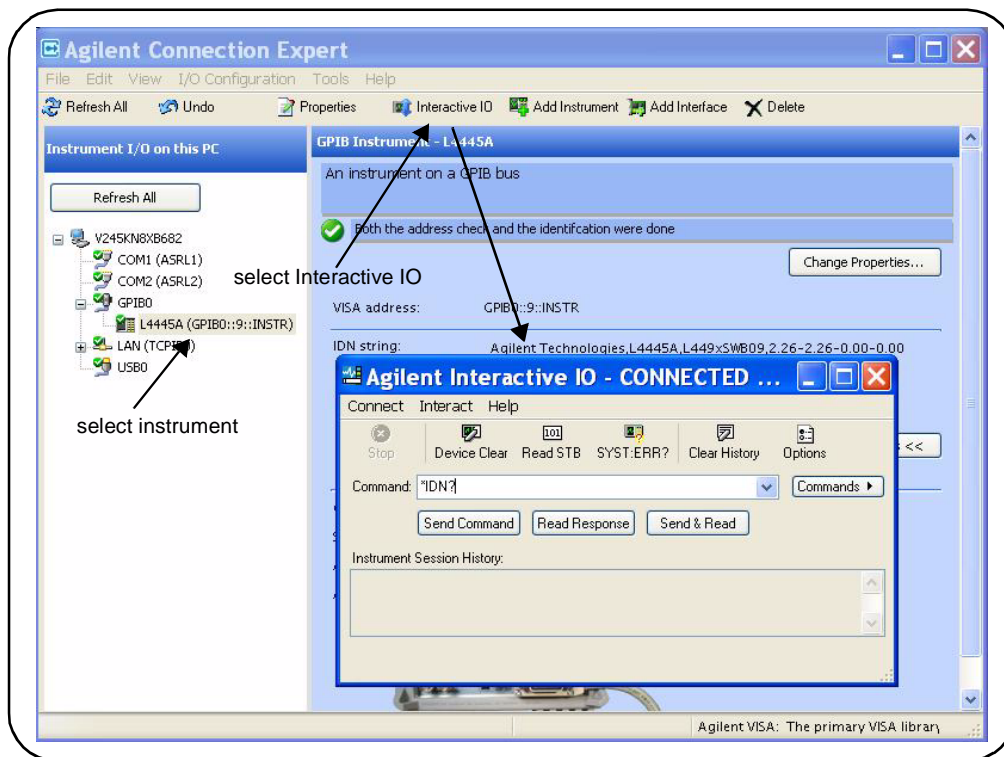 Agilent Connection Expert
File Edit View I/O Configuration Tools Help
Refresh All Undo Properties Interactive IO Add Instrument Add Interface Delete
Instrument I/O on this PC
Refresh All
V245KN8XB682
COM1 (ASRL1)
COM2 (ASRL2)
GPIB0
L4445A (GPIB0::9::INSTR)
LAN
USB0
select Interactive IO
select instrument
GPIB Instrument - L4445A
An instrument on a GPIB bus
Both the address check and the identifcation were done
Change Properties...
VISA address: GPIB0::9::INSTR
IDN string: Agilent Technologies,L4445A,L449xSWB09,2.26-2.26-0.00-0.00
<<
Agilent Interactive IO - CONNECTED ...
Connect Interact Help
Stop Device Clear Read STB SYST:ERR? Clear History Options
Command: *IDN? Commands
Send Command Read Response Send & Read
Instrument Session History:
Agilent VISA: The primary VISA library